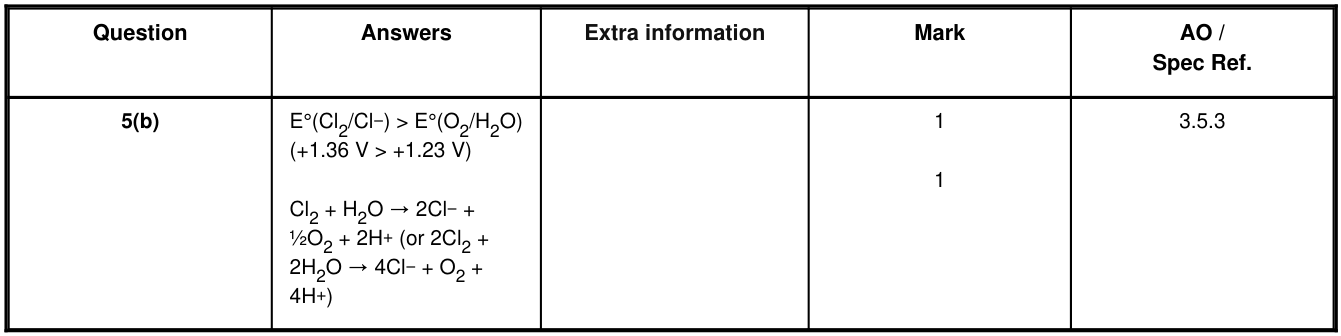 Question Answers Extra information Mark AO /
Spec Ref.
5(b) E°(Cl₂/Cl−) > E°(O₂/H₂O) 1 3.5.3
(+1.36 V > +1.23 V)
1
Cl₂ + H₂O → 2Cl− +
½O₂ + 2H+ (or 2Cl₂ +
2H₂O → 4Cl− + O₂ +
4H+)